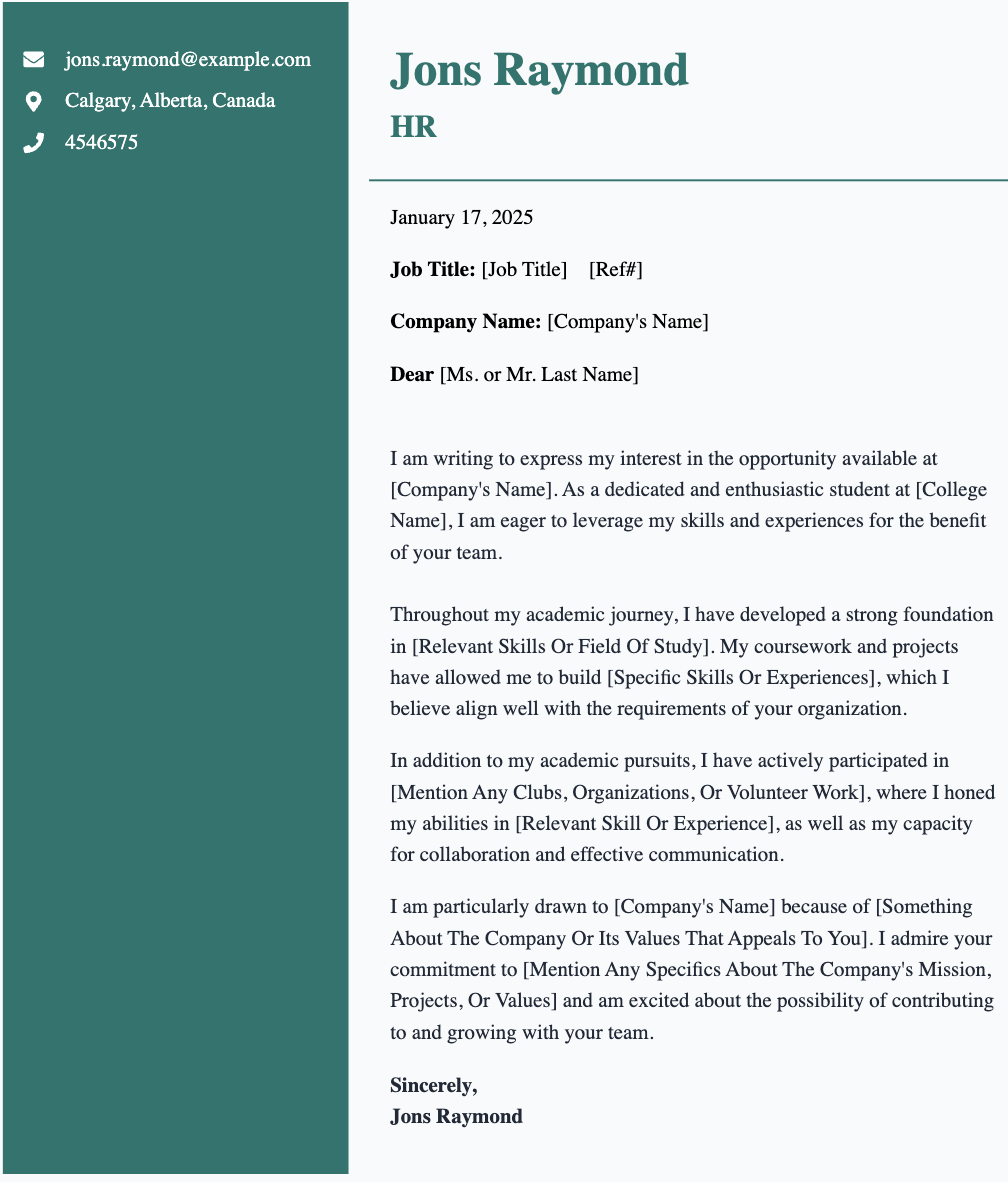 jons.raymond@example.com
Calgary, Alberta, Canada
4546575
Jons Raymond
HR
January 17, 2025
Job Title: [Job Title] [Ref#]
Company Name: [Company's Name]
Dear [Ms. or Mr. Last Name]
I am writing to express my interest in the opportunity available at
[Company's Name]. As a dedicated and enthusiastic student at [College
Name], I am eager to leverage my skills and experiences for the benefit
of your team.
Throughout my academic journey, I have developed a strong foundation
in [Relevant Skills Or Field Of Study]. My coursework and projects
have allowed me to build [Specific Skills Or Experiences], which I
believe align well with the requirements of your organization.
In addition to my academic pursuits, I have actively participated in
[Mention Any Clubs, Organizations, Or Volunteer Work], where I honed
my abilities in [Relevant Skill Or Experience], as well as my capacity
for collaboration and effective communication.
I am particularly drawn to [Company's Name] because of [Something
About The Company Or Its Values That Appeals To You]. I admire your
commitment to [Mention Any Specifics About The Company's Mission,
Projects, Or Values] and am excited about the possibility of contributing
to and growing with your team.
Sincerely,
Jons Raymond